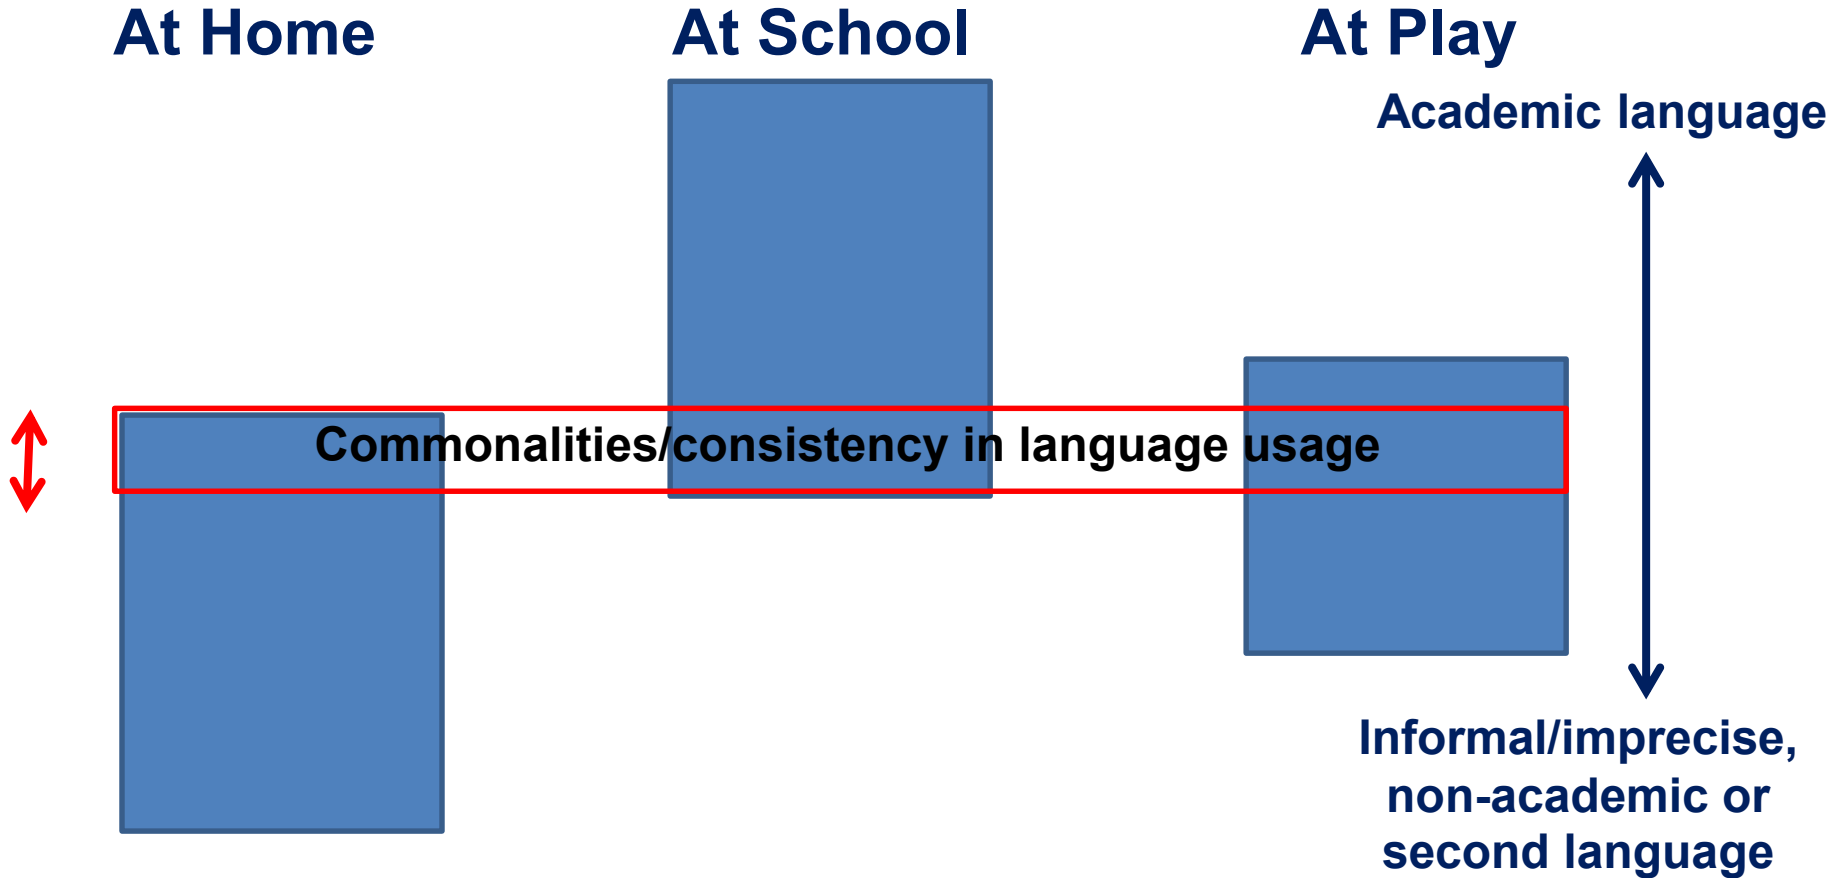 At Home
At School
At Play
Academic language
Commonalities/consistency in language usage
Informal/imprecise,
non-academic or
second language